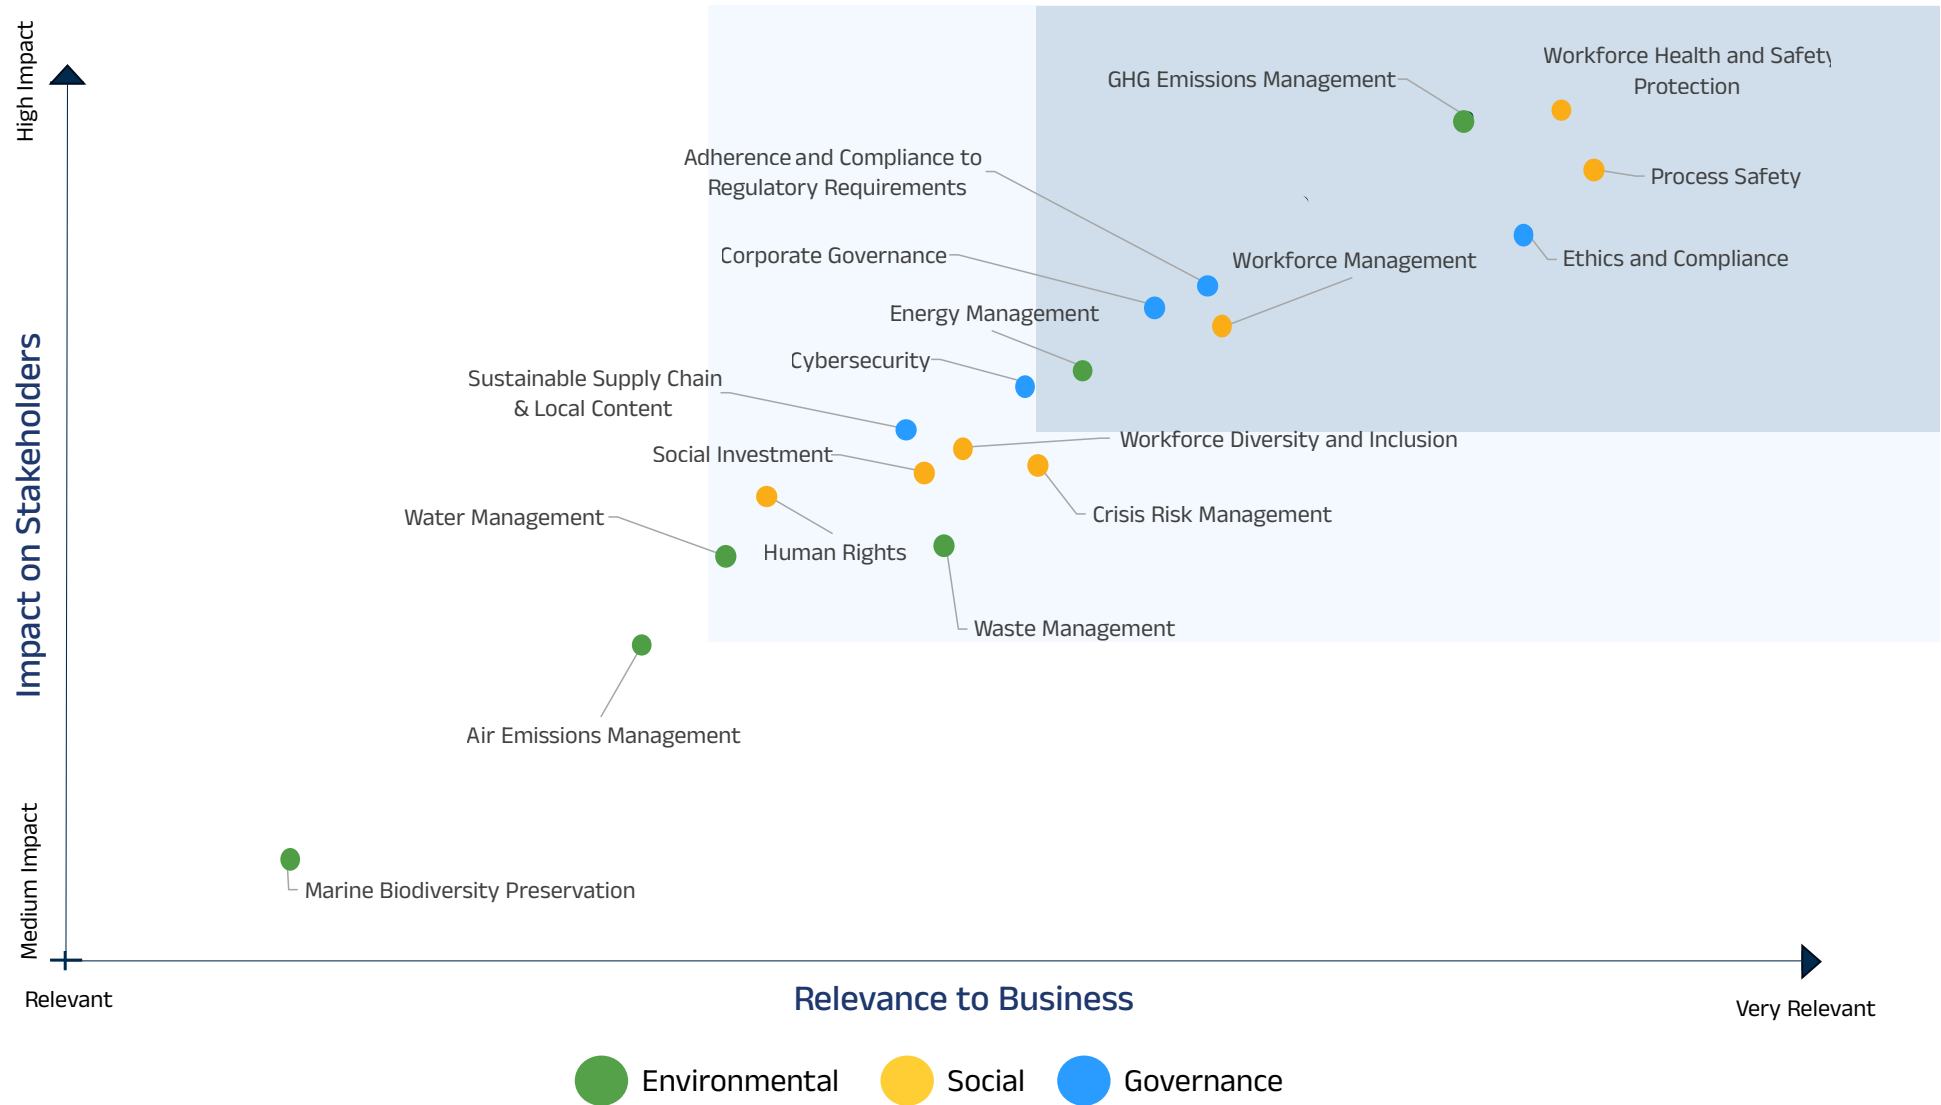 High Impact
Impact on Stakeholders
Medium Impact
Workforce Health and Safety
Protection
GHG Emissions Management
Process Safety
Adherence and Compliance to
Regulatory Requirements
Corporate Governance
Workforce Management
Ethics and Compliance
Energy Management
Cybersecurity
Sustainable Supply Chain
& Local Content
Workforce Diversity and Inclusion
Social Investment
Crisis Risk Management
Water Management
Human Rights
Waste Management
Air Emissions Management
Marine Biodiversity Preservation
Relevant
Relevance to Business
Very Relevant
Environmental
Social
Governance